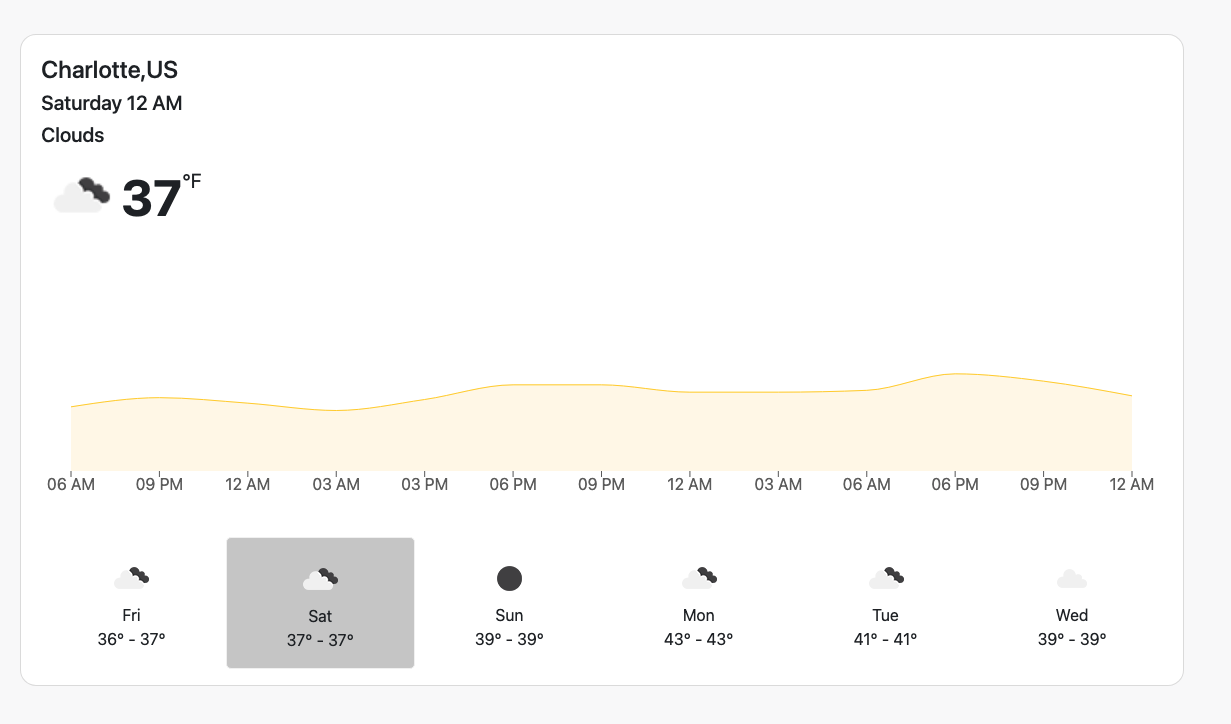 Charlotte,US
Saturday 12 AM
Clouds
37°F
06 AM 09 PM 12 AM 03 AM 03 PM 06 PM 09 PM 12 AM 03 AM 06 AM 06 PM 09 PM 12 AM
Fri Sat Sun Mon Tue Wed
36° - 37° 37° - 37° 39° - 39° 43° - 43° 41° - 41° 39° - 39°